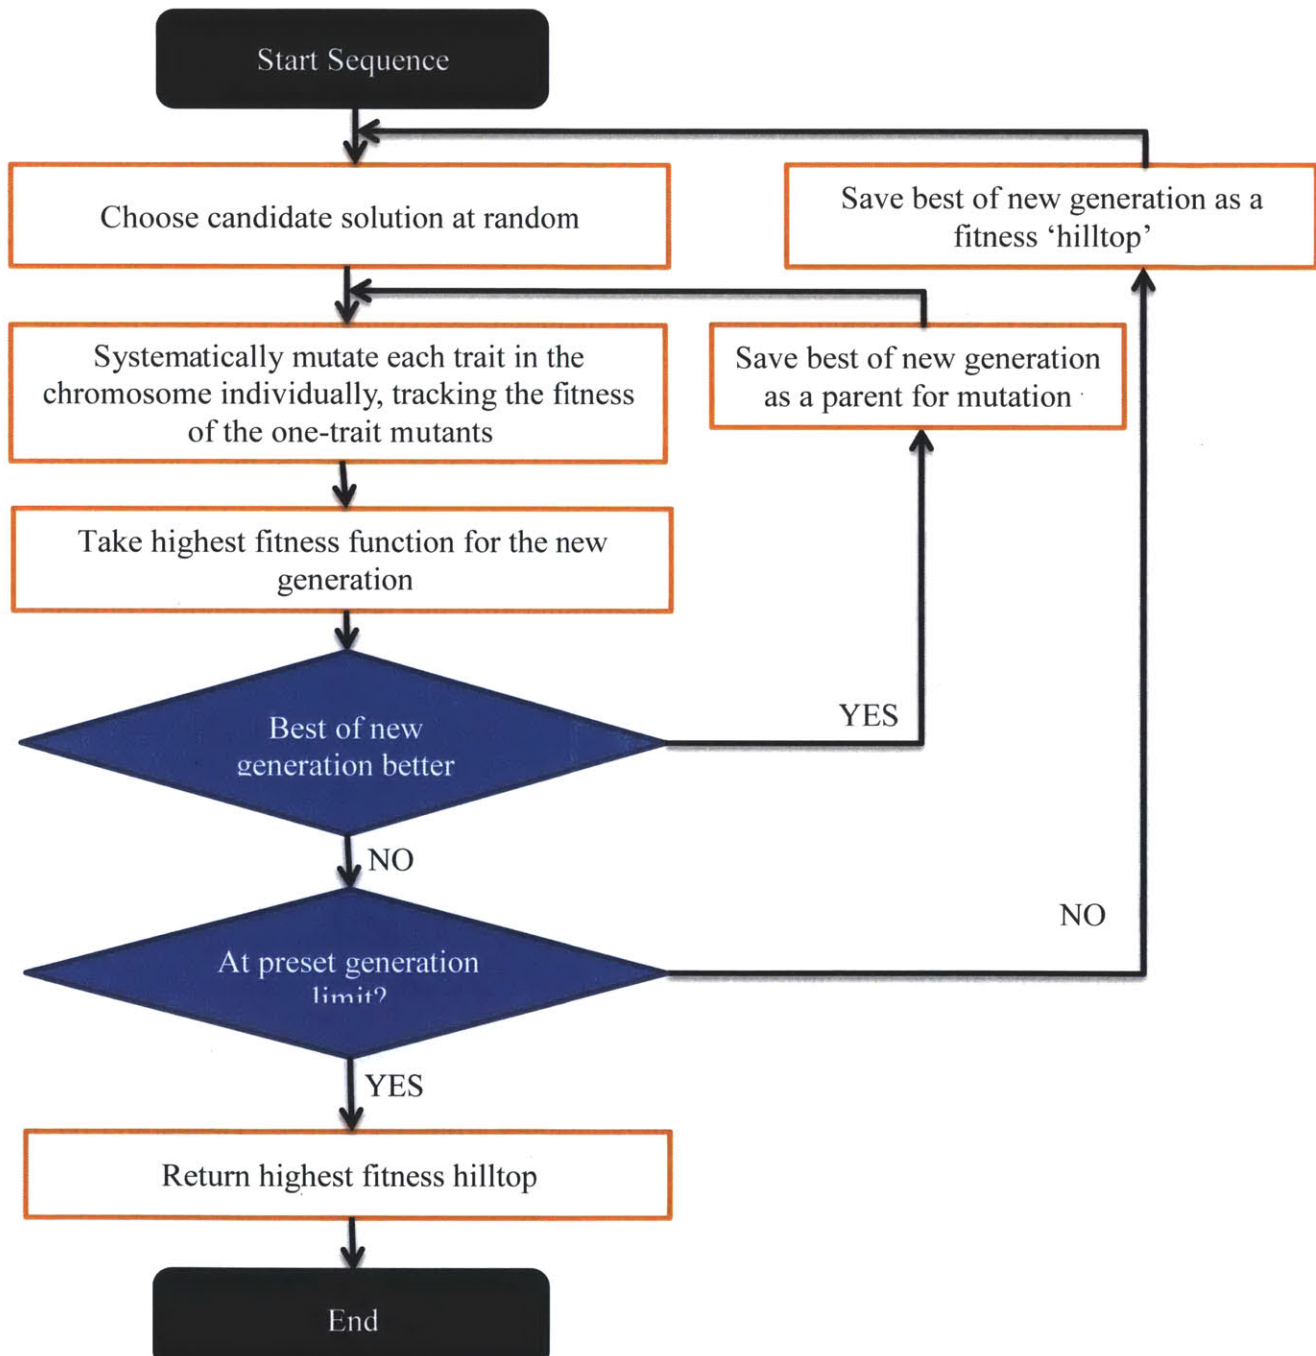 Start Sequence
Choose candidate solution at random
Save best of new generation as a
fitness ‘hilltop’
Systematically mutate each trait in the
chromosome individually, tracking the fitness
of the one-trait mutants
Save best of new generation
as a parent for mutation
Take highest fitness function for the new
generation
Best of new
generation better
YES
NO
At preset generation
limit?
NO
YES
Return highest fitness hilltop
End